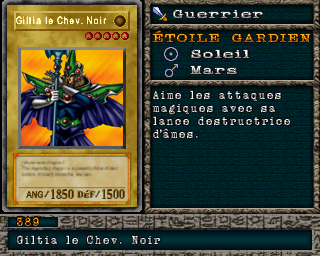 Giltia le Chev. Noir
ANG/1850 DÉF/1500
Guerrier
ÉTOILE GARDIEN
Soleil
Mars
Aime les attaques
magiques avec sa
lance destructrice
d'âmes.
389
Giltia le Chev. Noir